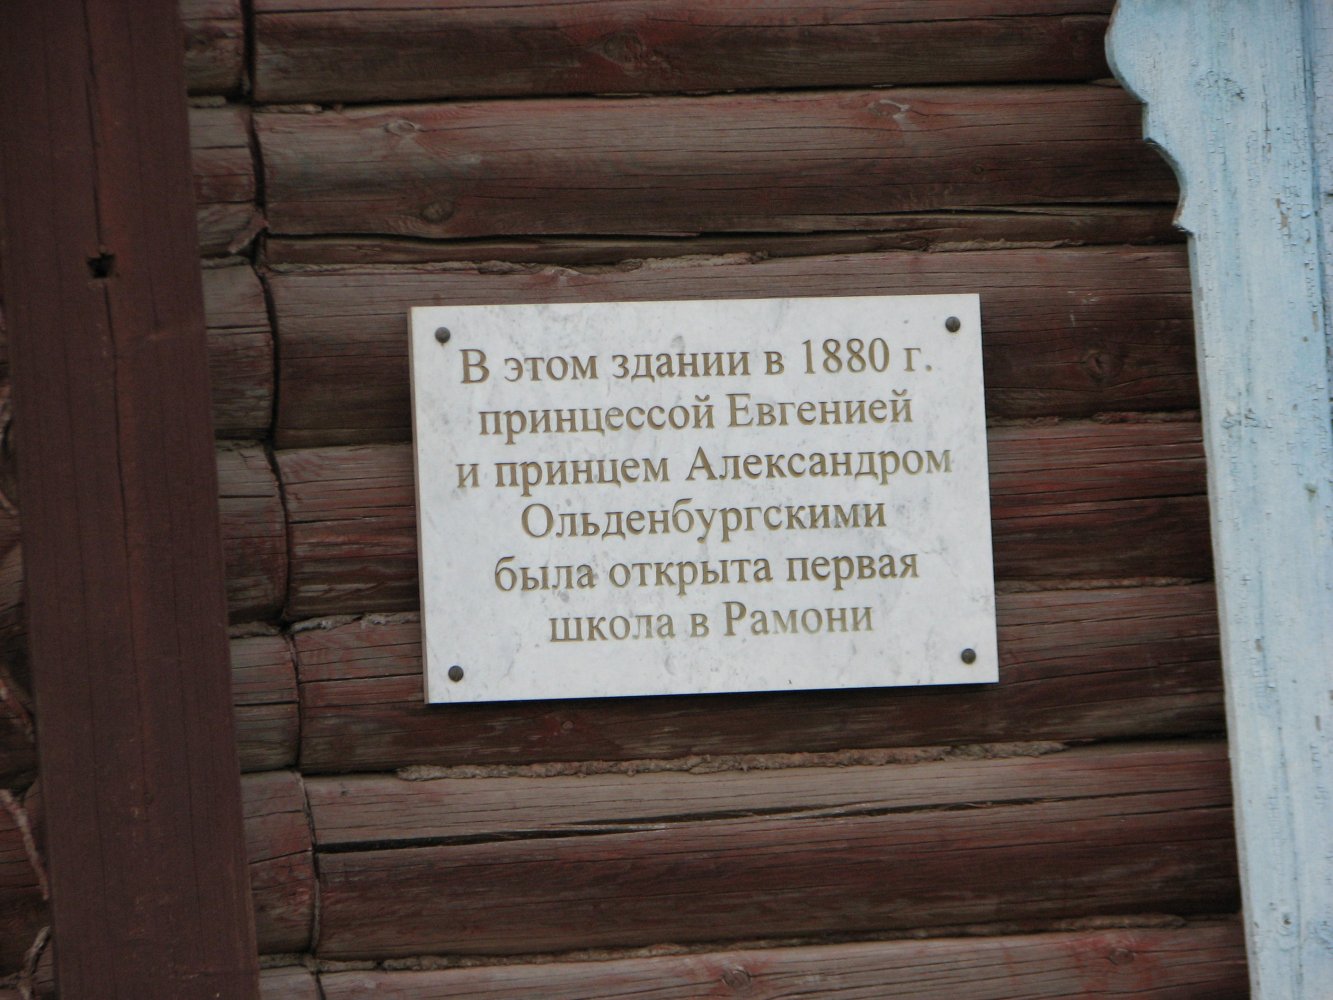 В этом здании в 1880 г.
принцессой Евгенией
и принцем Александром
Ольденбургскими
была открыта первая
школа в Рамони